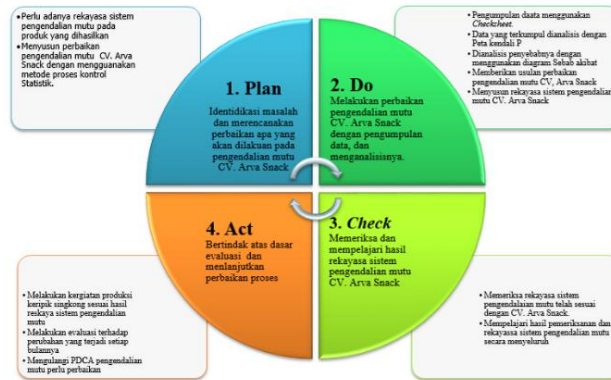 • Perlu adanya rekayasa sistem
pengendalian mutu pada
produk yang dihasilkan
• Menyusun perbaikan
pengendalian mutu CV. Arva
Snack dengan mengguanakan
metode proses kontrol
Statistik.
• Pengumpulan daata menggunakan
Checksheet.
• Data yang terkumpul dianalisis dengan
Peta kendali P
• Dianalisis penyebabnya dengan
menggunakan diagram Sebab akibat
• Memberikan usulan perbaikan
pengendalian mutu CV, Arva Snack
• Menyusun rekayasa sistem pengendalian
mutu CV. Arva Snack
1. Plan
Identidikasi masalah
dan merencanakan
perbaikan apa yang
akan dilakuan pada
pengendalian mutu
CV. Arva Snack
2. Do
Melakukan perbaikan
pengendalian mutu
CV. Arva Snack
dengan pengumpulan
data, dan
menganalisisnya.
4. Act
Bertindak atas dasar
evaluasi dan
menlanjutkan
perbaikan proses
3. Check
Memeriksa dan
mempelajari hasil
rekayasa sistem
pengendalian mutu
CV. Arva Snack
• Melakukan kergiatan produksi
keripik singkong sesuai hasil
reskaya sistem pengendalian
mutu
• Melakukan evaluasi terhadap
perubahan yang terjadi setiap
bulannya
• Mengulangi PDCA pengendalian
mutu perlu perbaikan
• Memeriksa rekayasa sistem
pengendalaian mutu telah sesuai
dengan CV. Arva Snack.
• Mempelajari hasil pemeriksanan dan
rekayassa sistem pengendalian mutu
secara menyeluruh